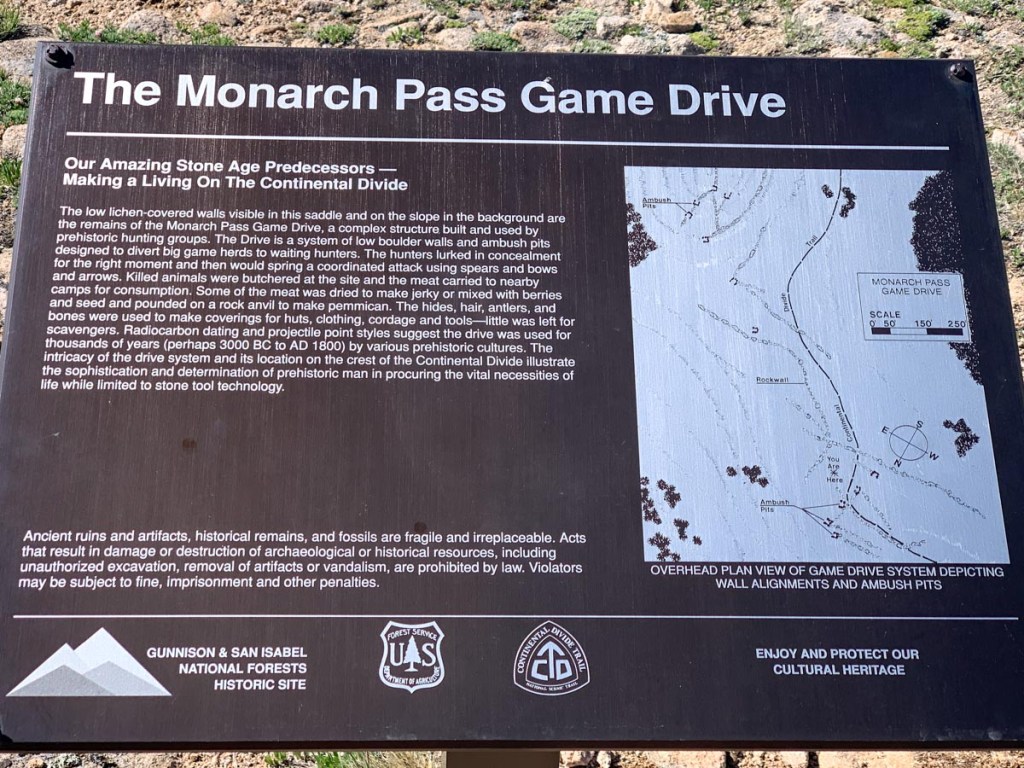 The Monarch Pass Game Drive
Our Amazing Stone Age Predecessors —
Making a Living On The Continental Divide
The low lichen-covered walls visible in this saddle and on the slope in the background are
the remains of the Monarch Pass Game Drive, a complex structure built and used by
prehistoric hunting groups. The Drive is a system of low boulder walls and ambush pits
designed to divert big game herds to waiting hunters. The hunters lurked in concealment
for the right moment and then would spring a coordinated attack using spears and bows
and arrows. Killed animals were butchered at the site and the meat carried to nearby
camps for consumption. Some of the meat was dried to make jerky or mixed with berries
and seed and pounded on a rock anvil to make pemmican. The hides, hair, antlers, and
bones were used to make coverings for huts, clothing, cordage and tools—little was left for
scavengers. Radiocarbon dating and projectile point styles suggest the drive was used for
thousands of years (perhaps 3000 BC to AD 1800) by various prehistoric cultures. The
intricacy of the drive system and its location on the crest of the Continental Divide illustrate
the sophistication and determination of prehistoric man in procuring the vital necessities of
life while limited to stone tool technology.
Ancient ruins and artifacts, historical remains, and fossils are fragile and irreplaceable. Acts
that result in damage or destruction of archaeological or historical resources, including
unauthorized excavation, removal of artifacts or vandalism, are prohibited by law. Violators
may be subject to fine, imprisonment and other penalties.
Ambush
Pits
Trail
Divide
Continental
MONARCH PASS
GAME DRIVE
SCALE
0 50' 150' 250'
Rockwall
E S
N W
You
Are
Here
Ambush
Pits
OVERHEAD PLAN VIEW OF GAME DRIVE SYSTEM DEPICTING
WALL ALIGNMENTS AND AMBUSH PITS
GUNNISON & SAN ISABEL
NATIONAL FORESTS
HISTORIC SITE
FOREST SERVICE
U S
DEPARTMENT OF AGRICULTURE
CONTINENTAL DIVIDE TRAIL
CDT
NATIONAL SCENIC TRAIL
ENJOY AND PROTECT OUR
CULTURAL HERITAGE